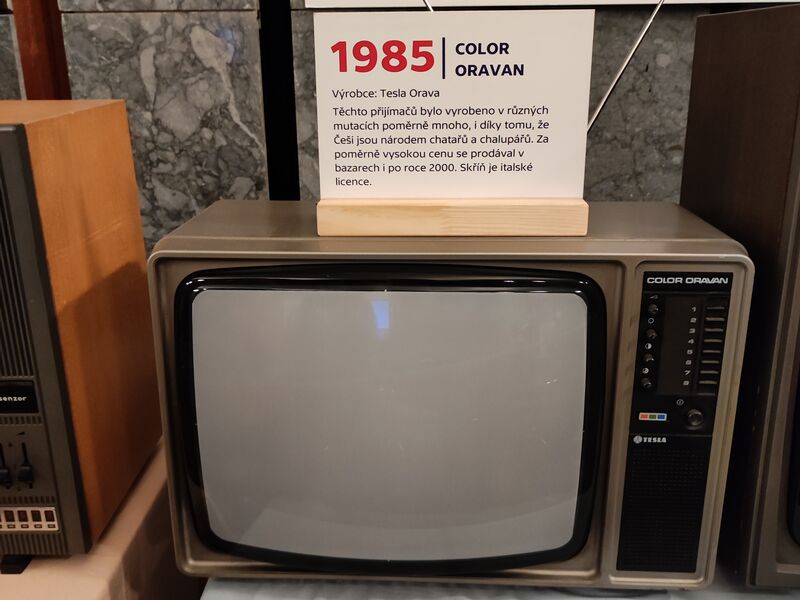 1985 COLOR
ORAVAN
Výrobce: Tesla Orava
Těchto přijímačů bylo vyrobeno v různých
mutacích poměrně mnoho, i díky tomu, že
Češi jsou národem chatařů a chalupářů. Za
poměrně vysokou cenu se prodával v
bazarech i po roce 2000. Skříň je italské
licence.
COLOR ORAVAN
1
2
3
4
5
6
7
8
TESLA
senzor